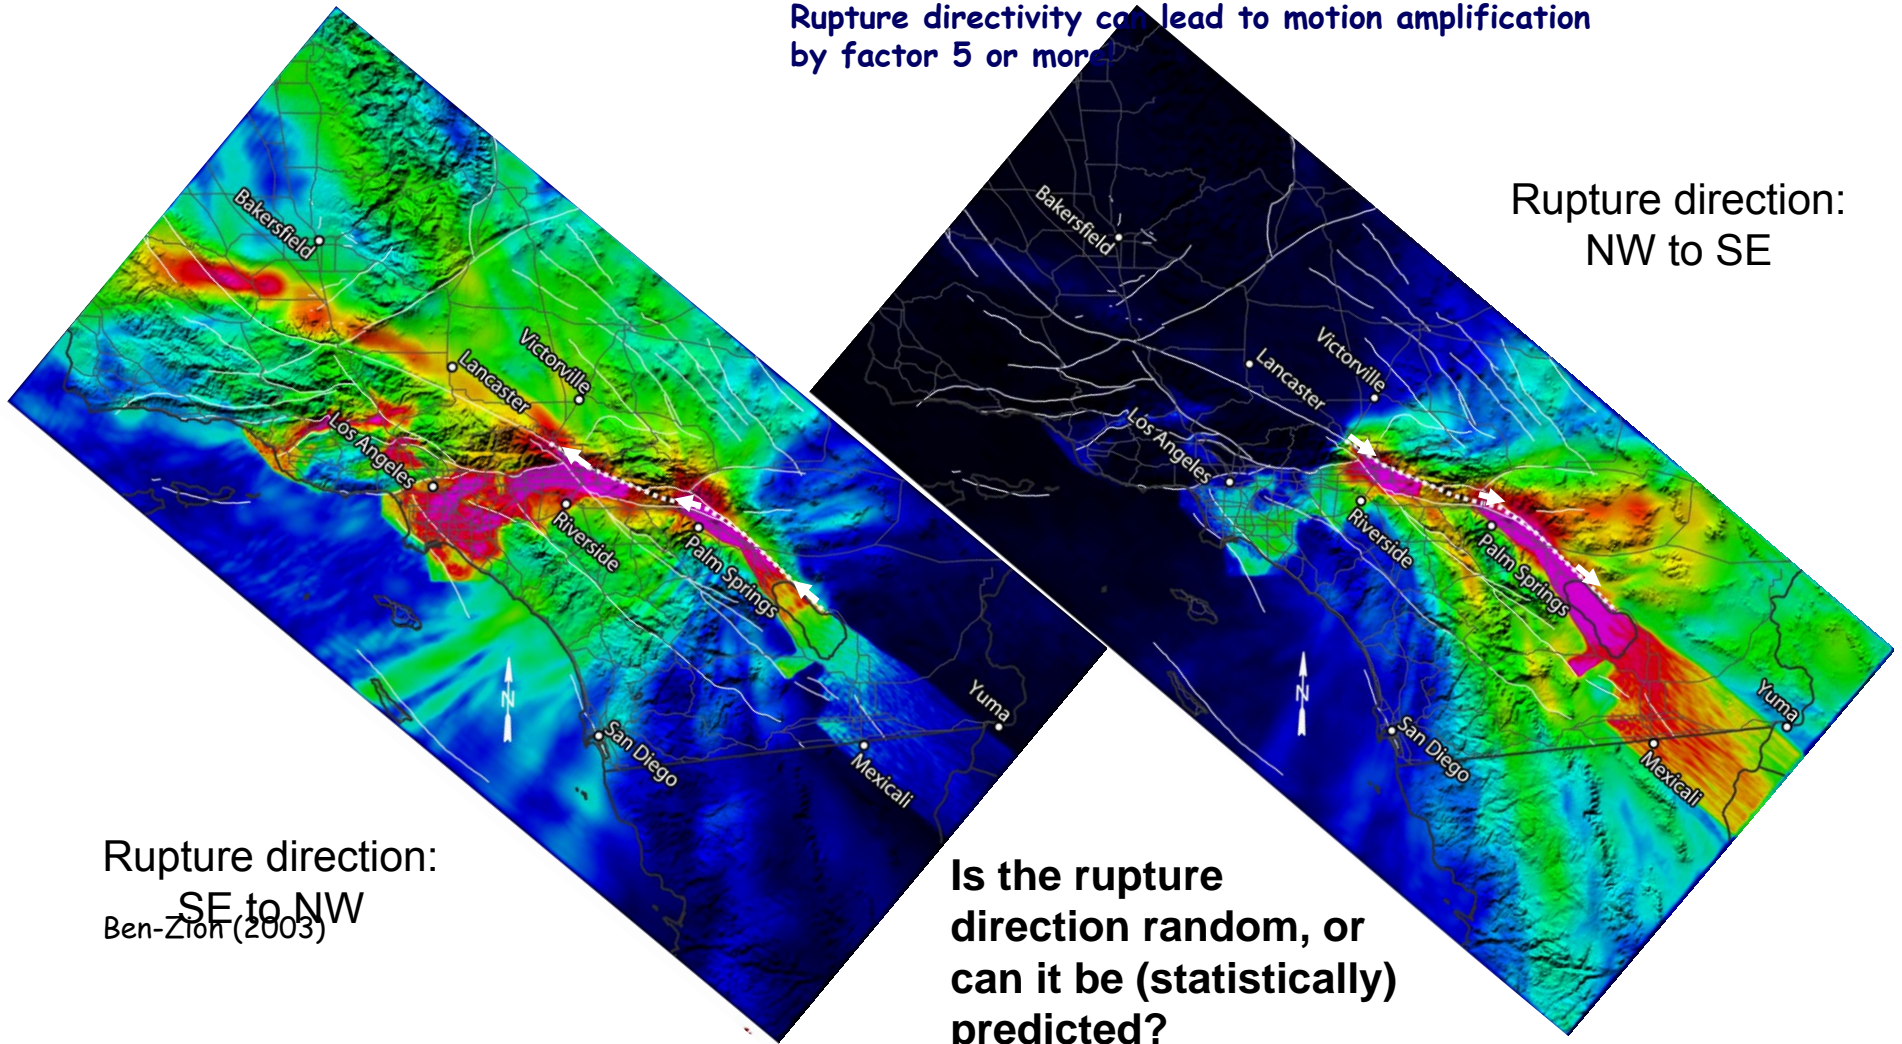 Rupture directivity can lead to motion amplification
by factor 5 or more
Rupture direction:
NW to SE
Bakersfield
Lancaster
Victorville
Los Angeles
Riverside
Palm Springs
N
San Diego
Yuma
Mexicali
Bakersfield
Lancaster
Victorville
Los Angeles
Riverside
Palm Springs
N
San Diego
Yuma
Mexicali
Rupture direction:
SE to NW
Ben-Zion (2003)
Is the rupture
direction random, or
can it be (statistically)
predicted?